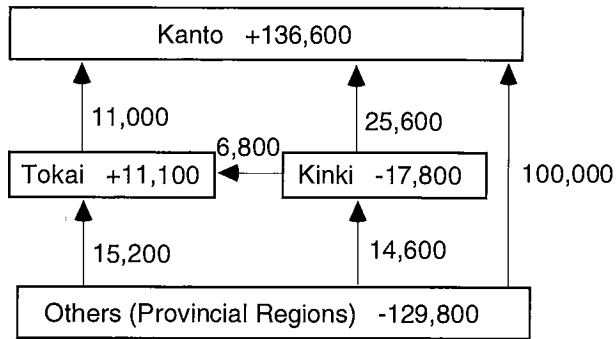 Kanto +136,600
11,000
25,600
6,800
Tokai +11,100
Kinki -17,800
100,000
15,200
14,600
Others (Provincial Regions) -129,800